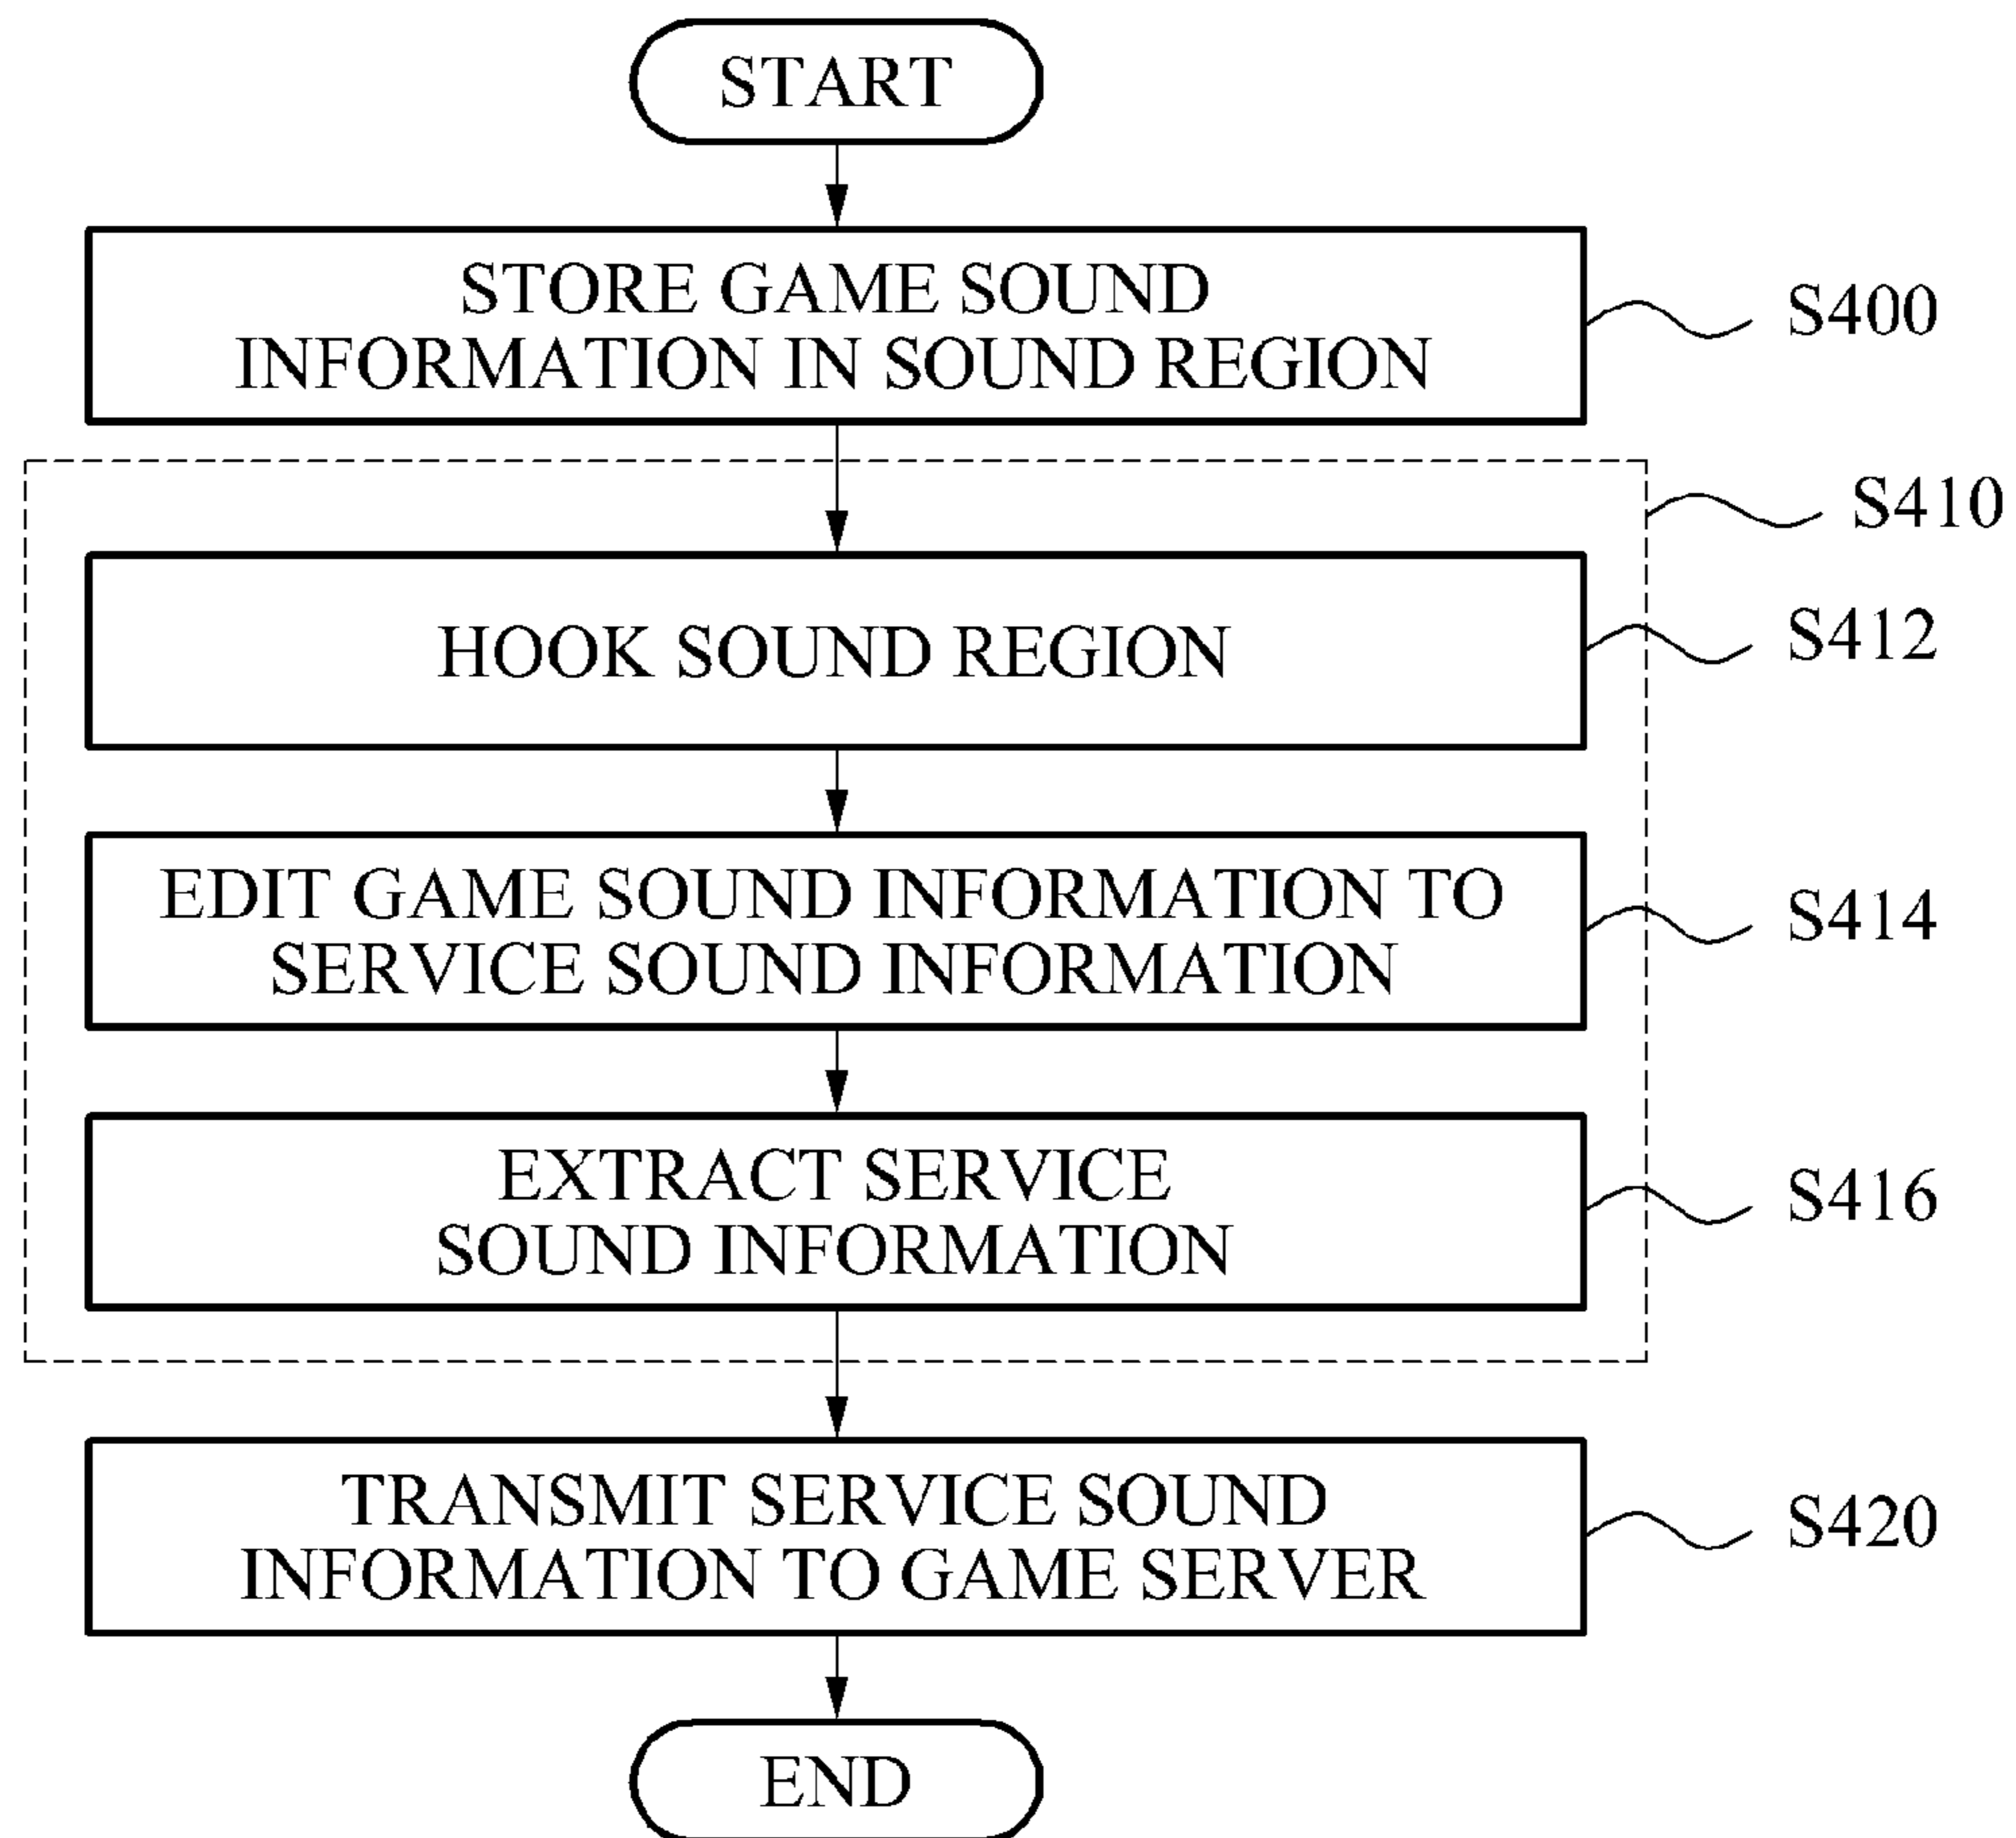 START
STORE GAME SOUND
INFORMATION IN SOUND REGION
S400
S410
HOOK SOUND REGION
S412
EDIT GAME SOUND INFORMATION TO
SERVICE SOUND INFORMATION
S414
EXTRACT SERVICE
SOUND INFORMATION
S416
TRANSMIT SERVICE SOUND
INFORMATION TO GAME SERVER
S420
END